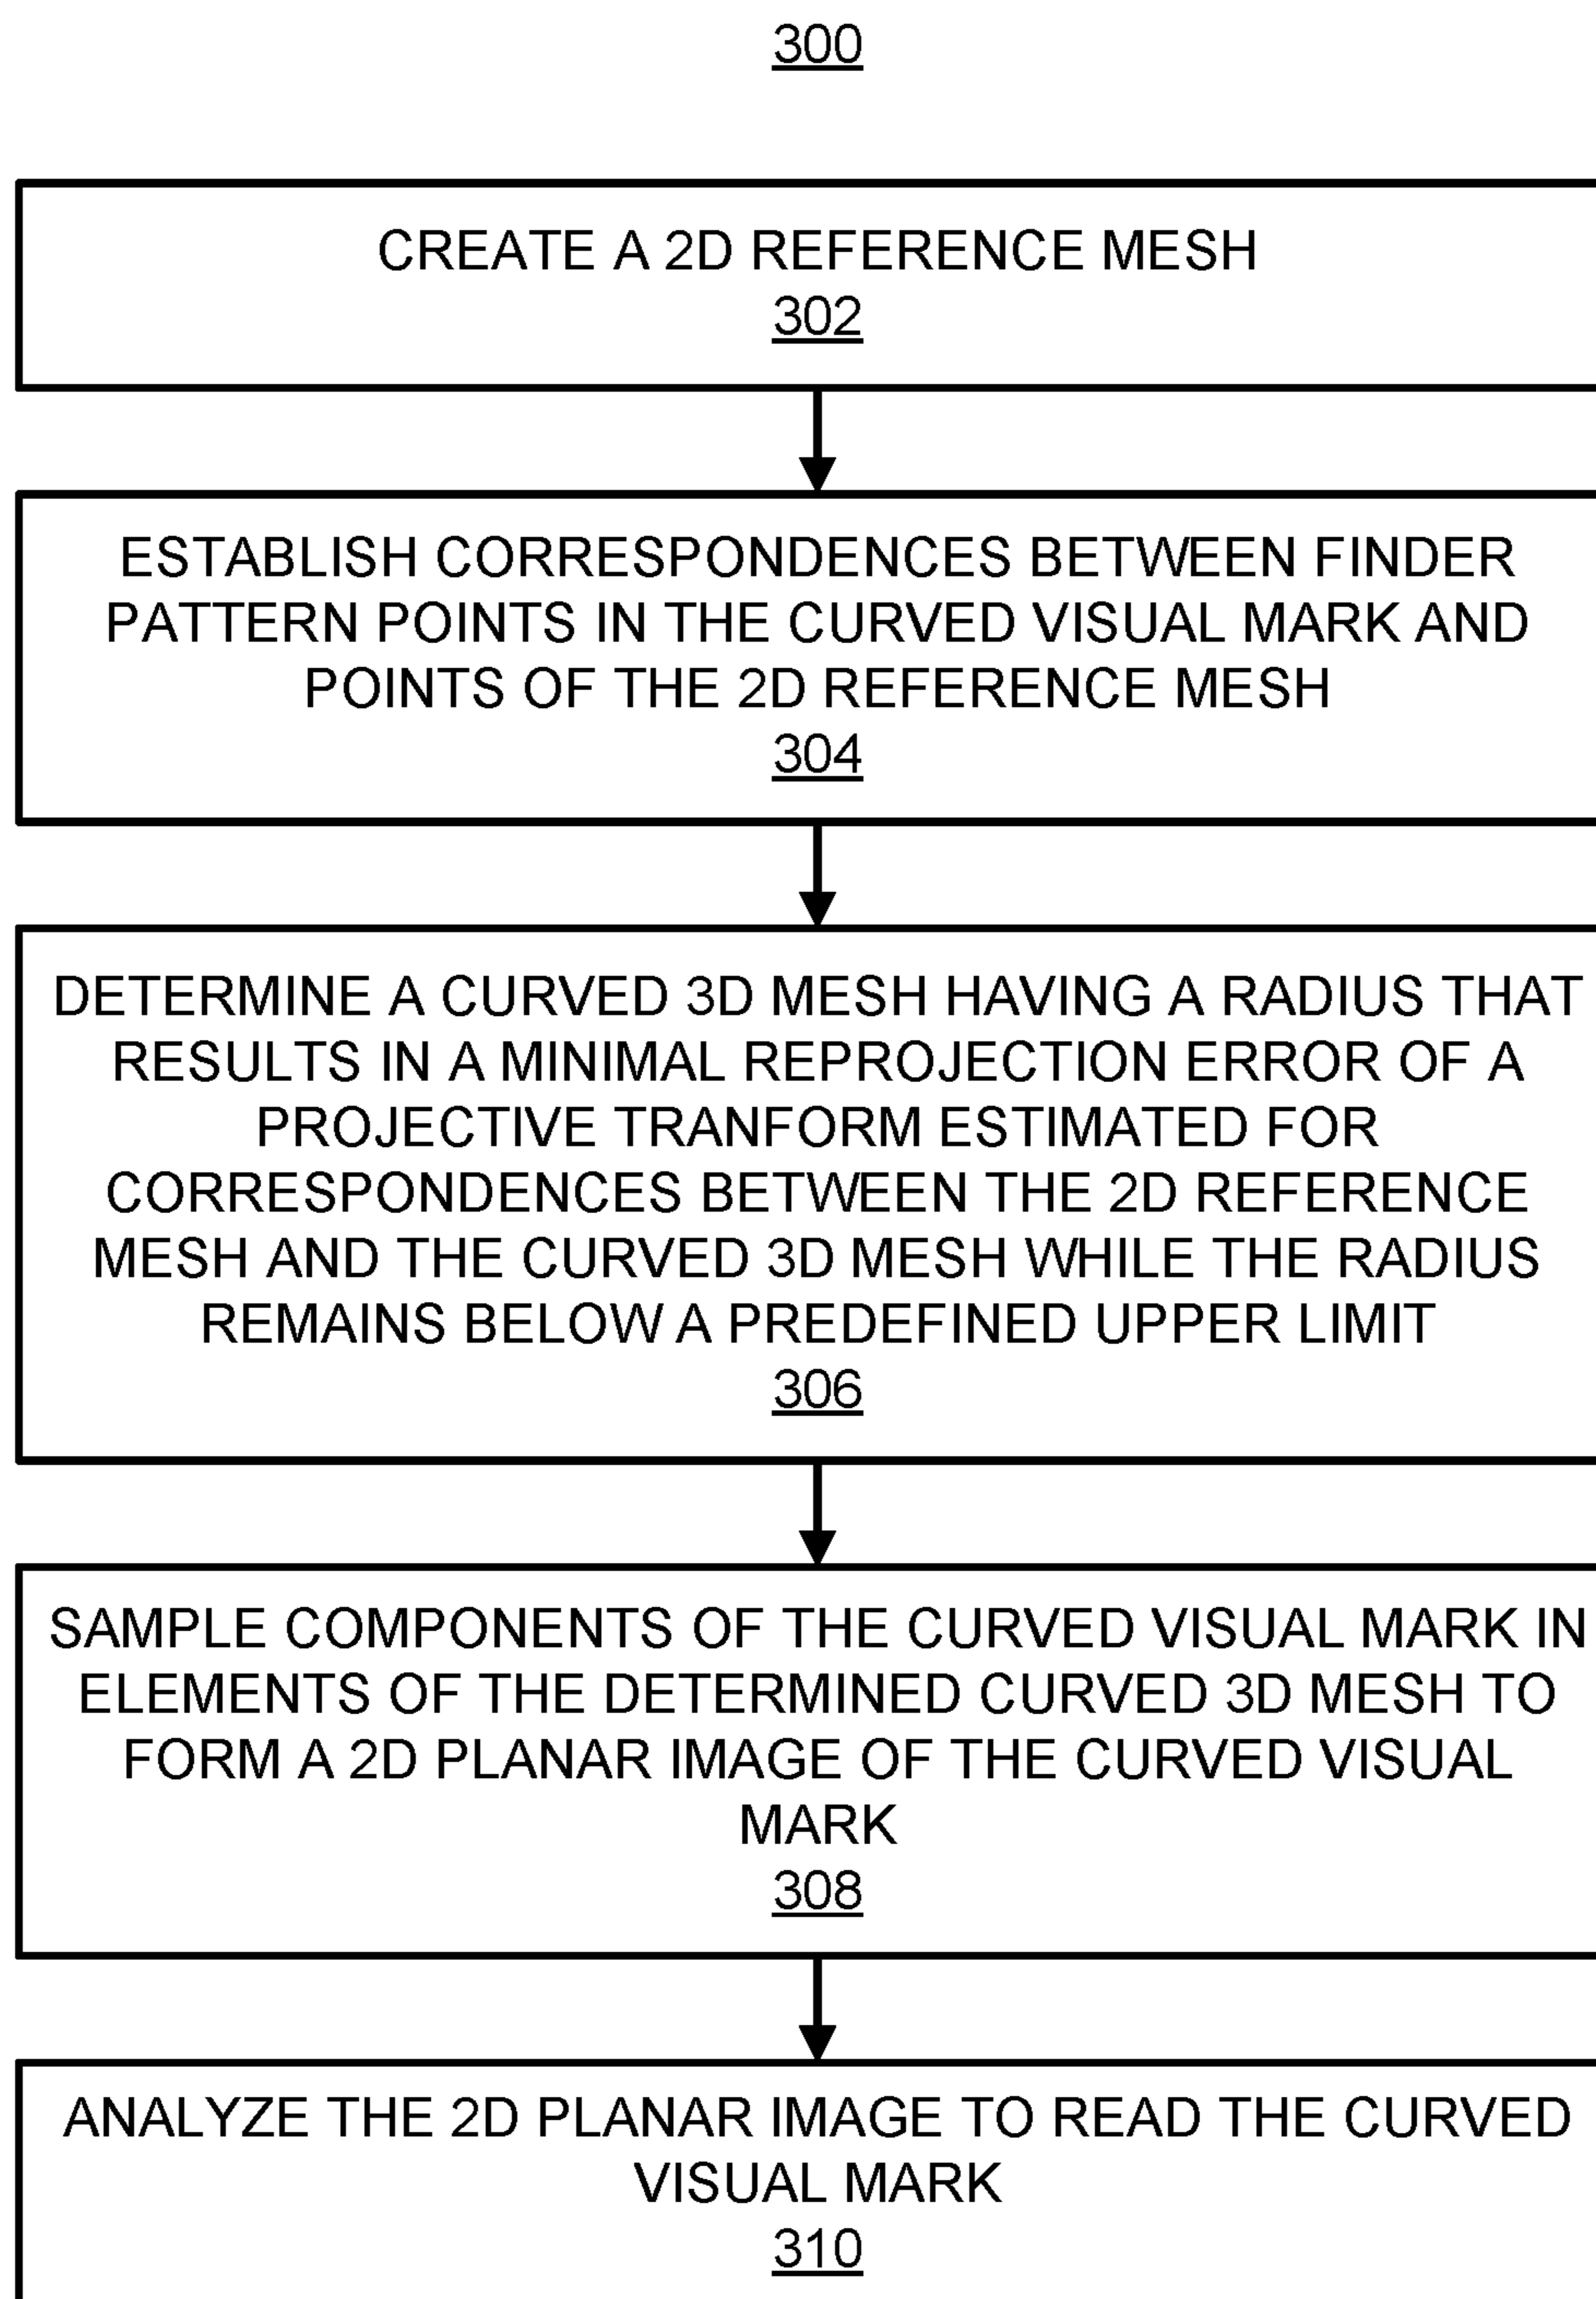 300
CREATE A 2D REFERENCE MESH
302
ESTABLISH CORRESPONDENCES BETWEEN FINDER
PATTERN POINTS IN THE CURVED VISUAL MARK AND
POINTS OF THE 2D REFERENCE MESH
304
DETERMINE A CURVED 3D MESH HAVING A RADIUS THAT
RESULTS IN A MINIMAL REPROJECTION ERROR OF A
PROJECTIVE TRANFORM ESTIMATED FOR
CORRESPONDENCES BETWEEN THE 2D REFERENCE
MESH AND THE CURVED 3D MESH WHILE THE RADIUS
REMAINS BELOW A PREDEFINED UPPER LIMIT
306
SAMPLE COMPONENTS OF THE CURVED VISUAL MARK IN
ELEMENTS OF THE DETERMINED CURVED 3D MESH TO
FORM A 2D PLANAR IMAGE OF THE CURVED VISUAL
MARK
308
ANALYZE THE 2D PLANAR IMAGE TO READ THE CURVED
VISUAL MARK
310